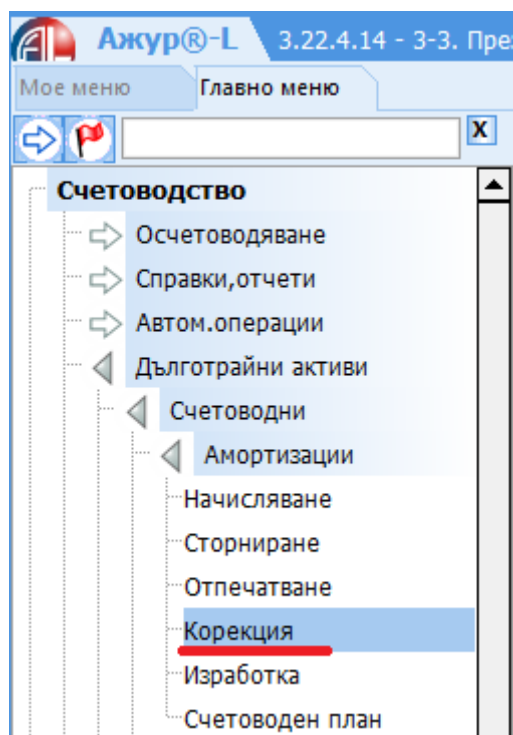 Ажур®-L 3.22.4.14 - 3-3. Пре
Мое меню Главно меню
X
Счетоводство
Осчетоводяване
Справки,отчети
Автом.операции
Дълготрайни активи
Счетоводни
Амортизации
Начисляване
Сторниране
Отпечатване
Корекция
Изработка
Счетоводен план